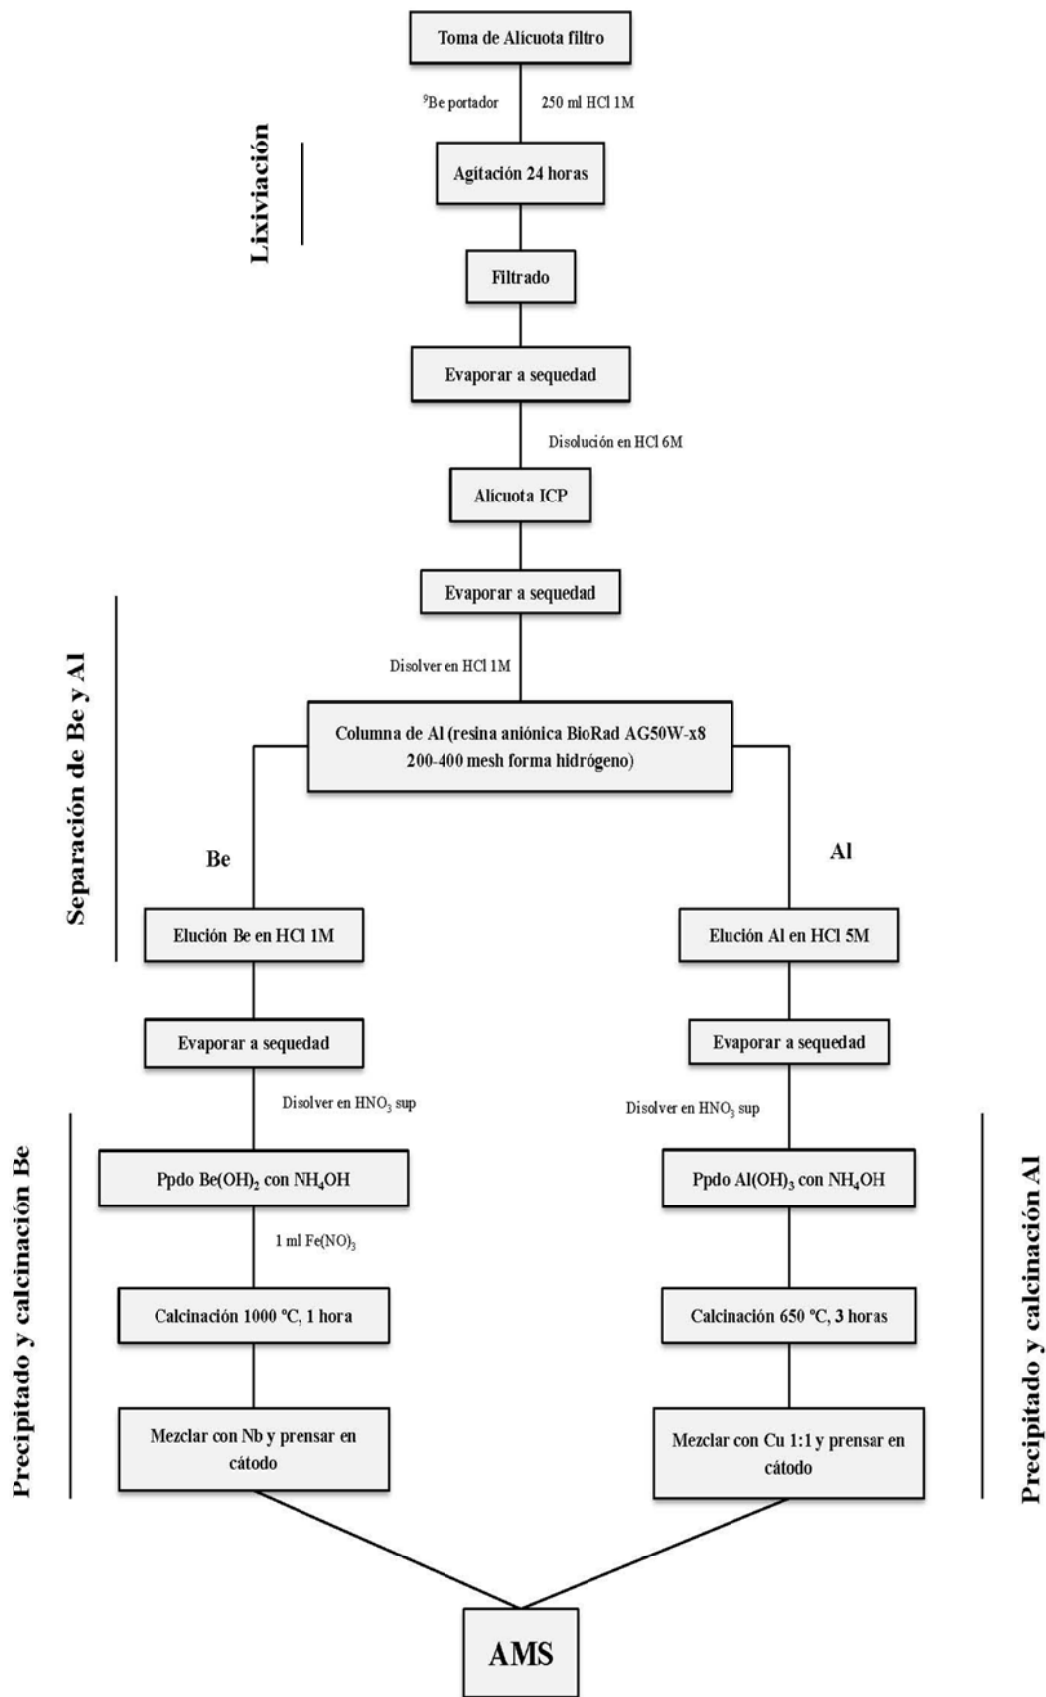 Toma de Alícuota filtro
⁹Be portador
250 ml HCl 1M
Lixiviación
Agitación 24 horas
Filtrado
Evaporar a sequedad
Disolución en HCl 6M
Alícuota ICP
Evaporar a sequedad
Separación de Be y Al
Disolver en HCl 1M
Columna de Al (resina aniónica BioRad AG50W-x8
200-400 mesh forma hidrógeno)
Be
Al
Elución Be en HCl 1M
Elución Al en HCl 5M
Evaporar a sequedad
Evaporar a sequedad
Disolver en HNO₃ sup
Disolver en HNO₃ sup
Precipitado y calcinación Be
Precipitado y calcinación Al
Ppdo Be(OH)₂ con NH₄OH
Ppdo Al(OH)₃ con NH₄OH
1 ml Fe(NO)₃
Calcinación 1000 ºC, 1 hora
Calcinación 650 ºC, 3 horas
Mezclar con Nb y prensar en
cátodo
Mezclar con Cu 1:1 y prensar en
cátodo
AMS